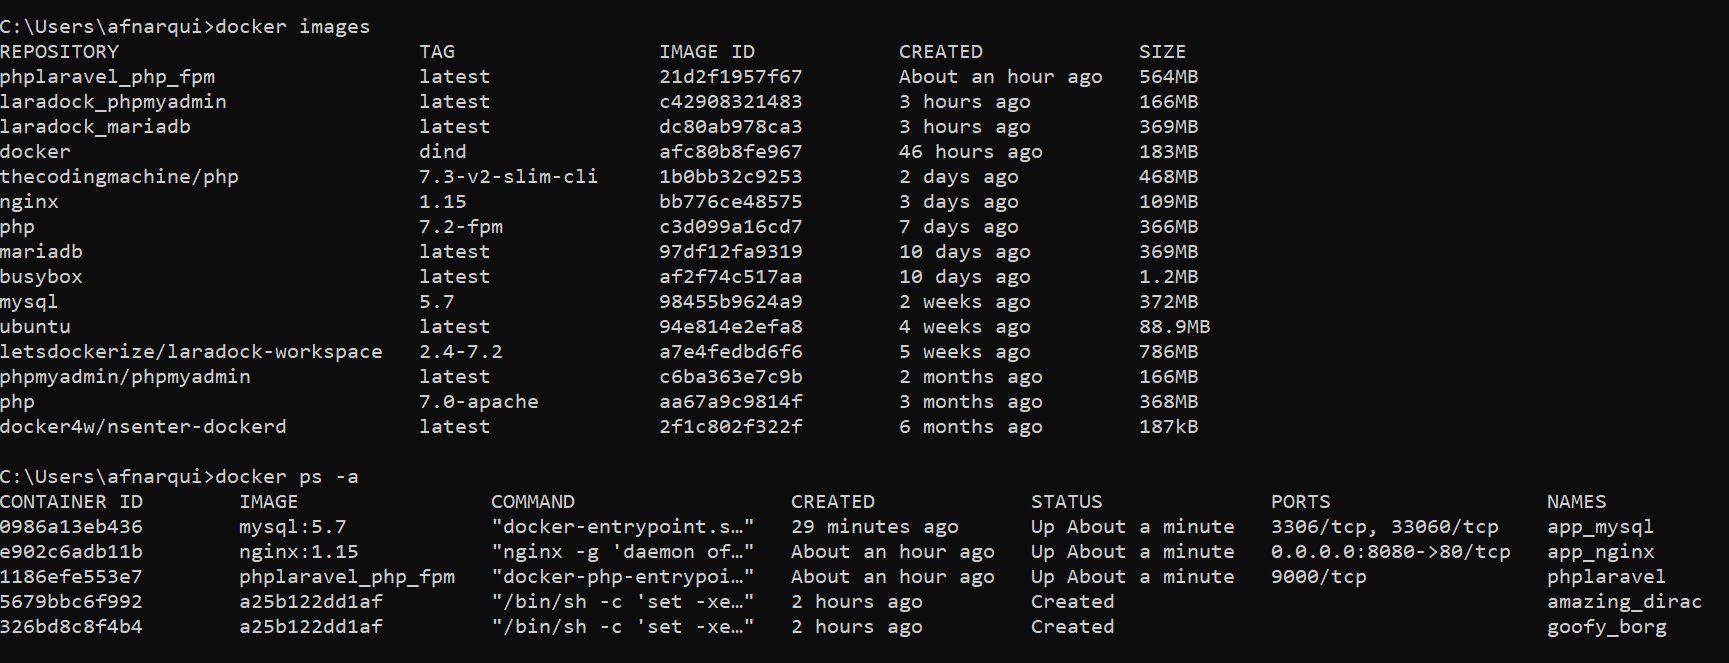 C:\Users\afnarqui>docker images
REPOSITORY TAG IMAGE ID CREATED SIZE
phplaravel_php_fpm latest 21d2f1957f67 About an hour ago 564MB
laradock_phpmyadmin latest c42908321483 3 hours ago 166MB
laradock_mariadb latest dc80ab978ca3 3 hours ago 369MB
docker dind afc80b8fe967 46 hours ago 183MB
thecodingmachine/php 7.3-v2-slim-cli 1b0bb32c9253 2 days ago 468MB
nginx 1.15 bb776ce48575 3 days ago 109MB
php 7.2-fpm c3d099a16cd7 7 days ago 366MB
mariadb latest 97df12fa9319 10 days ago 369MB
busybox latest af2f74c517aa 10 days ago 1.2MB
mysql 5.7 98455b9624a9 2 weeks ago 372MB
ubuntu latest 94e814e2efa8 4 weeks ago 88.9MB
letsdockerize/laradock-workspace 2.4-7.2 a7e4fedbd6f6 5 weeks ago 786MB
phpmyadmin/phpmyadmin latest c6ba363e7c9b 2 months ago 166MB
php 7.0-apache aa67a9c9814f 3 months ago 368MB
docker4w/nsenter-dockerd latest 2f1c802f322f 6 months ago 187kB
C:\Users\afnarqui>docker ps -a
CONTAINER ID IMAGE COMMAND CREATED STATUS PORTS NAMES
0986a13eb436 mysql:5.7 "docker-entrypoint.s…" 29 minutes ago Up About a minute 3306/tcp, 33060/tcp app_mysql
e902c6adb11b nginx:1.15 "nginx -g 'daemon of…" About an hour ago Up About a minute 0.0.0.0:8080->80/tcp app_nginx
1186efe553e7 phplaravel_php_fpm "docker-php-entrypoi…" About an hour ago Up About a minute 9000/tcp phplaravel
5679bbc6f992 a25b122dd1af "/bin/sh -c 'set -xe…" 2 hours ago Created amazing_dirac
326bd8c8f4b4 a25b122dd1af "/bin/sh -c 'set -xe…" 2 hours ago Created goofy_borg